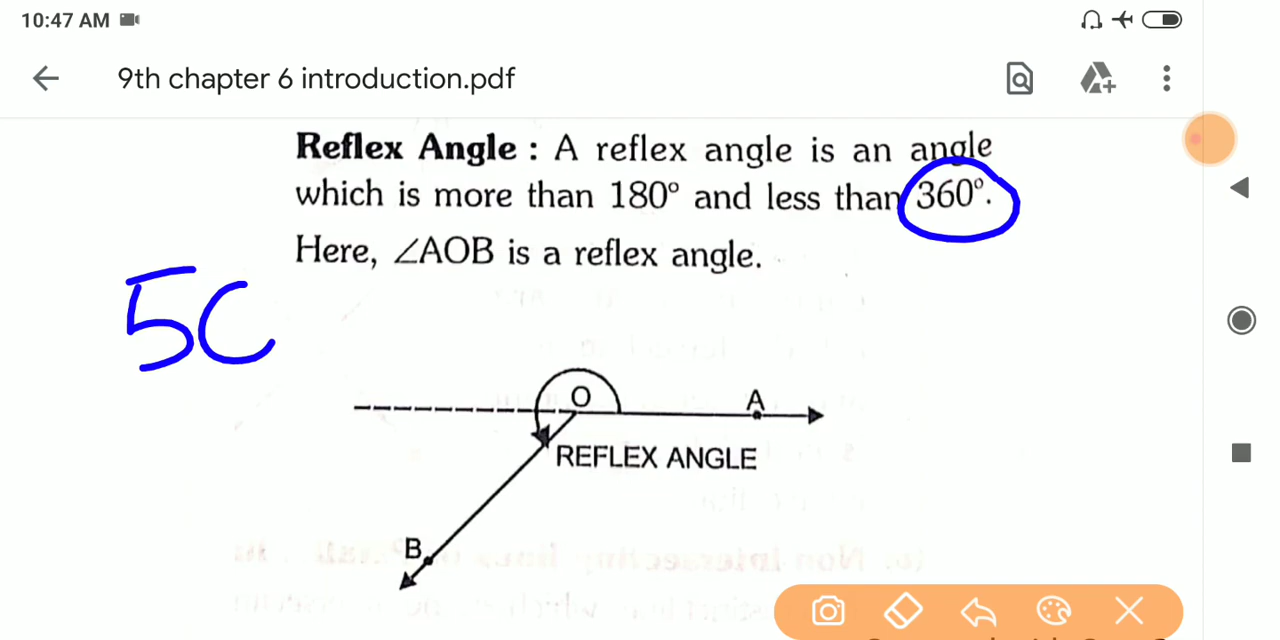 10:47 AM
9th chapter 6 introduction.pdf
Reflex Angle : A reflex angle is an angle
which is more than 180° and less than 360°.
Here, ∠AOB is a reflex angle.
5C
O
A
REFLEX ANGLE
B